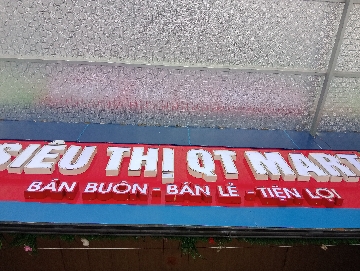 SIÊU THỊ QT MART
BÁN BUÔN - BÁN LẺ - TIỆN LỢI